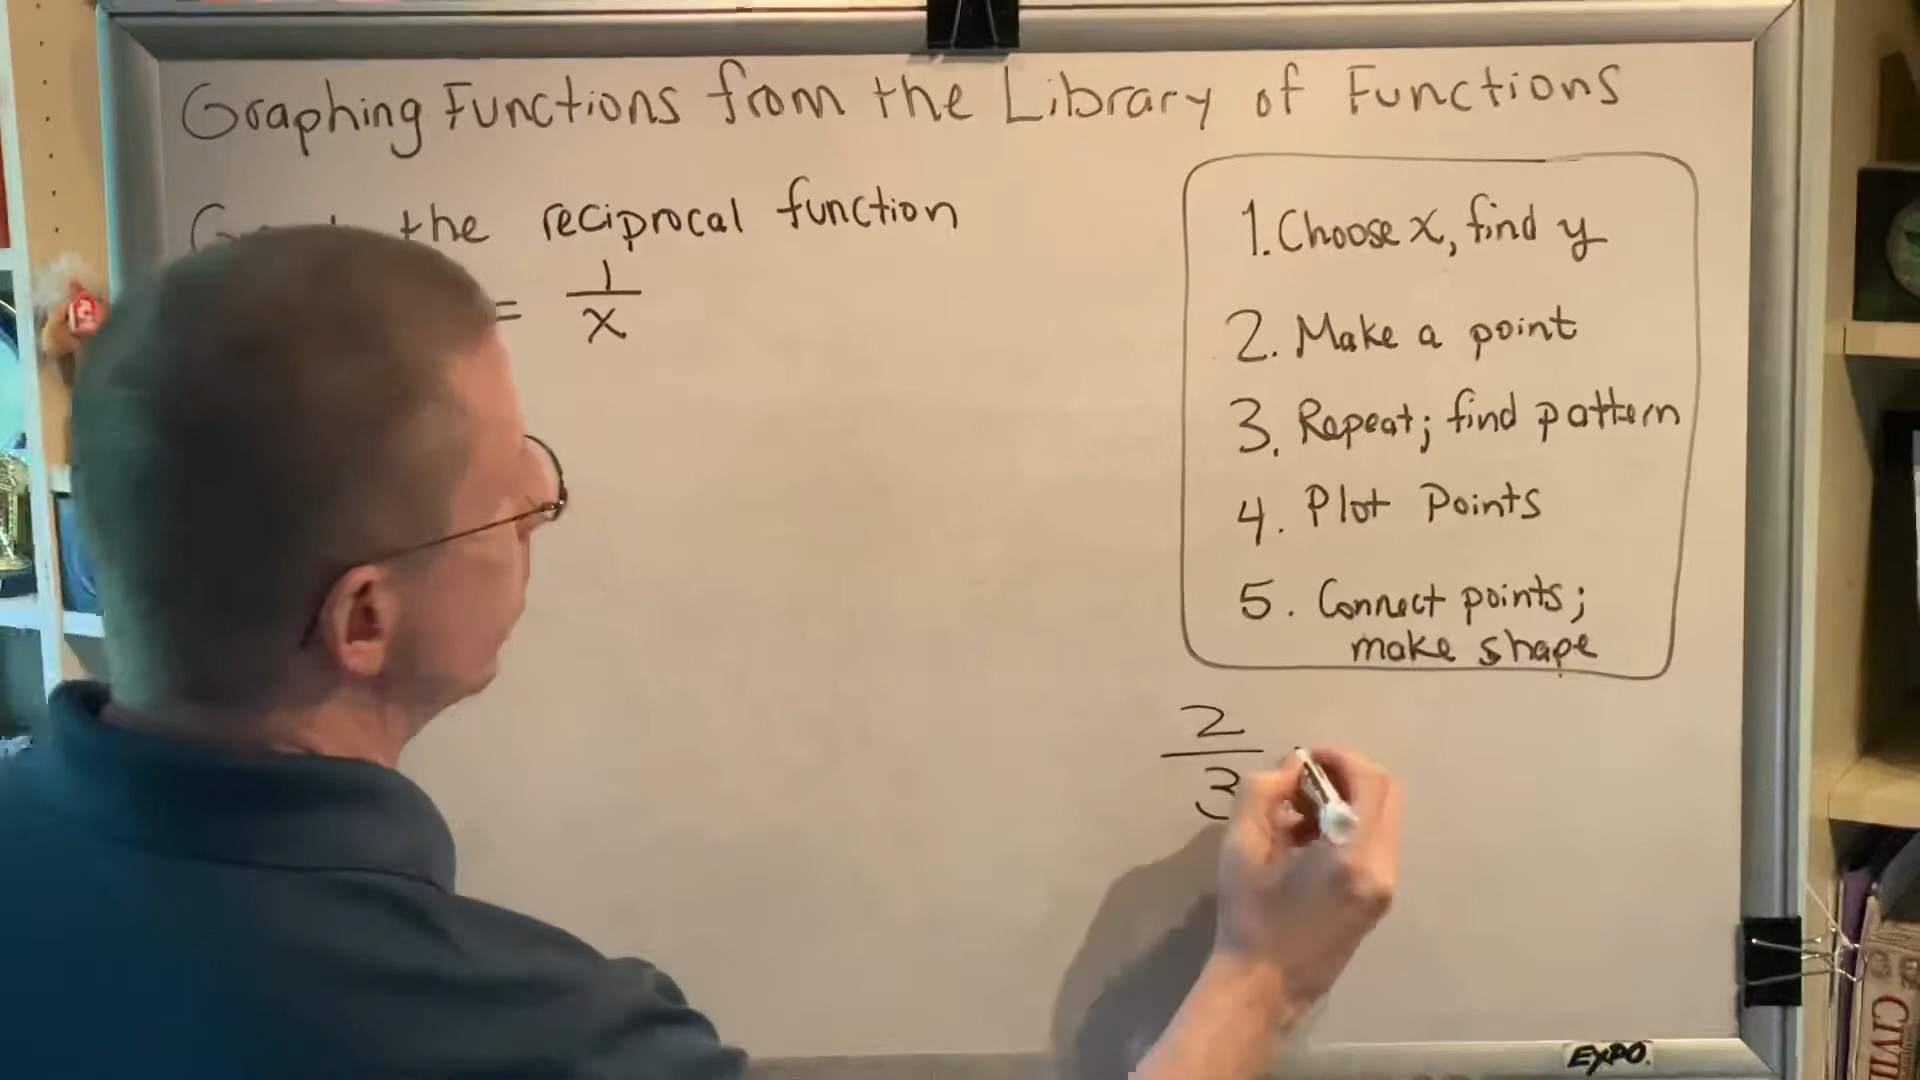 Graphing Functions from the Library of Functions
the reciprocal function
= 1/x
1. Choose x, find y
2. Make a point
3. Repeat; find pattern
4. Plot Points
5. Connect points;
make shape
2/3
EXPO.